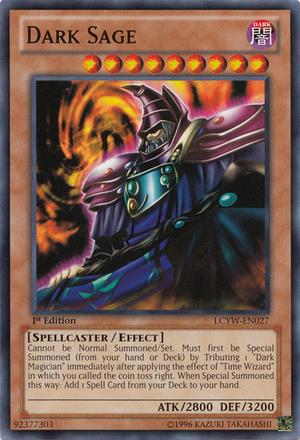 Dark Sage
DARK
闇
1st Edition
LCYW-EN027
[SPELLCASTER / EFFECT]
Cannot be Normal Summoned/Set. Must first be Special
Summoned (from your hand or Deck) by Tributing 1 "Dark
Magician" immediately after applying the effect of "Time Wizard"
in which you called the coin toss right. When Special Summoned
this way: Add 1 Spell Card from your Deck to your hand.
ATK/2800 DEF/3200
92377303
©1996 KAZUKI TAKAHASHI